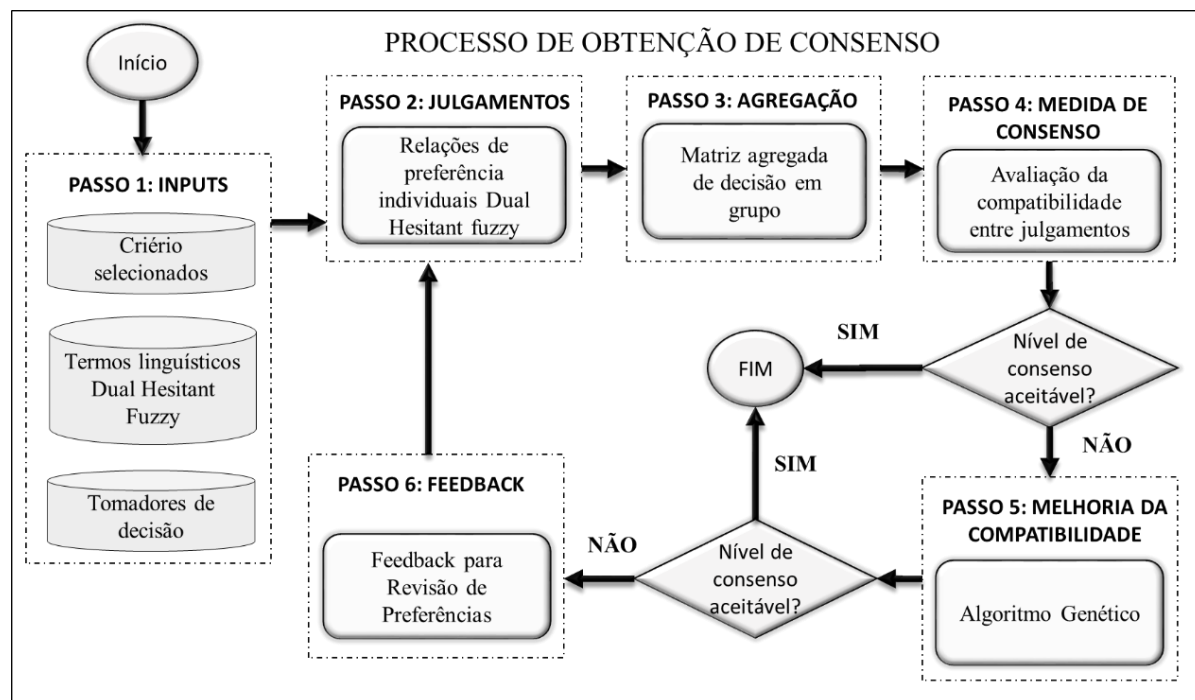 PROCESSO DE OBTENÇÃO DE CONSENSO
Início
PASSO 1: INPUTS
Criério
selecionados
Termos linguísticos
Dual Hesitant
Fuzzy
Tomadores de
decisão
PASSO 2: JULGAMENTOS
Relações de
preferência
individuais Dual
Hesitant fuzzy
PASSO 3: AGREGAÇÃO
Matriz agregada
de decisão em
grupo
PASSO 4: MEDIDA DE
CONSENSO
Avaliação da
compatibilidade
entre julgamentos
Nível de
consenso
aceitável?
SIM
FIM
NÃO
PASSO 5: MELHORIA DA
COMPATIBILIDADE
Algoritmo Genético
Nível de
consenso
aceitável?
SIM
NÃO
PASSO 6: FEEDBACK
Feedback para
Revisão de
Preferências